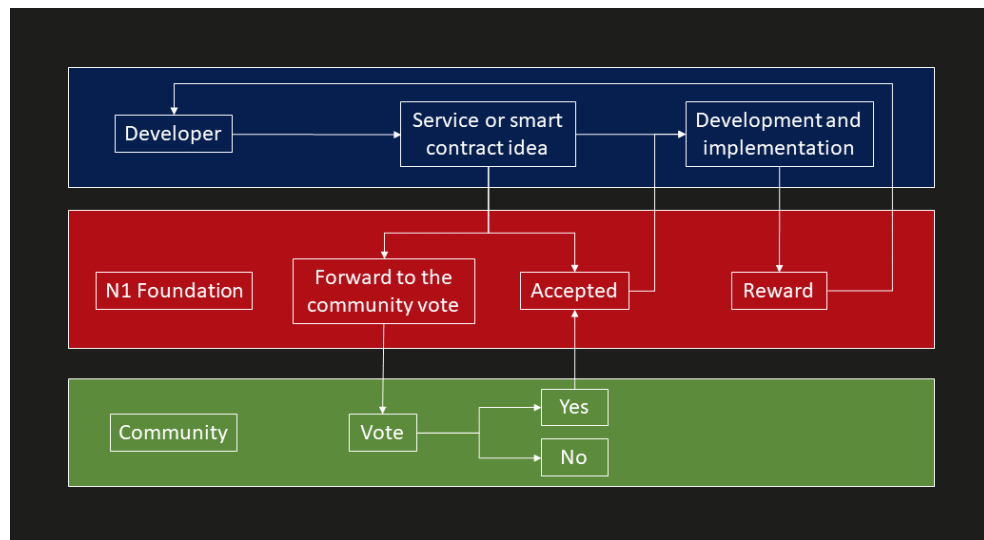 Developer
Service or smart
contract idea
Development and
implementation
N1 Foundation
Forward to the
community vote
Accepted
Reward
Community
Vote
Yes
No